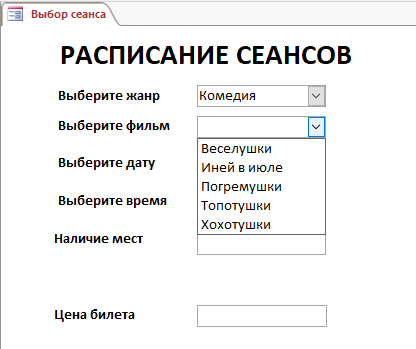 Выбор сеанса
РАСПИСАНИЕ СЕАНСОВ
Выберите жанр Комедия
Выберите фильм
Веселушки
Иней в июле
Выберите дату
Погремушки
Выберите время Топотушки
Хохотушки
Наличие мест
Цена билета